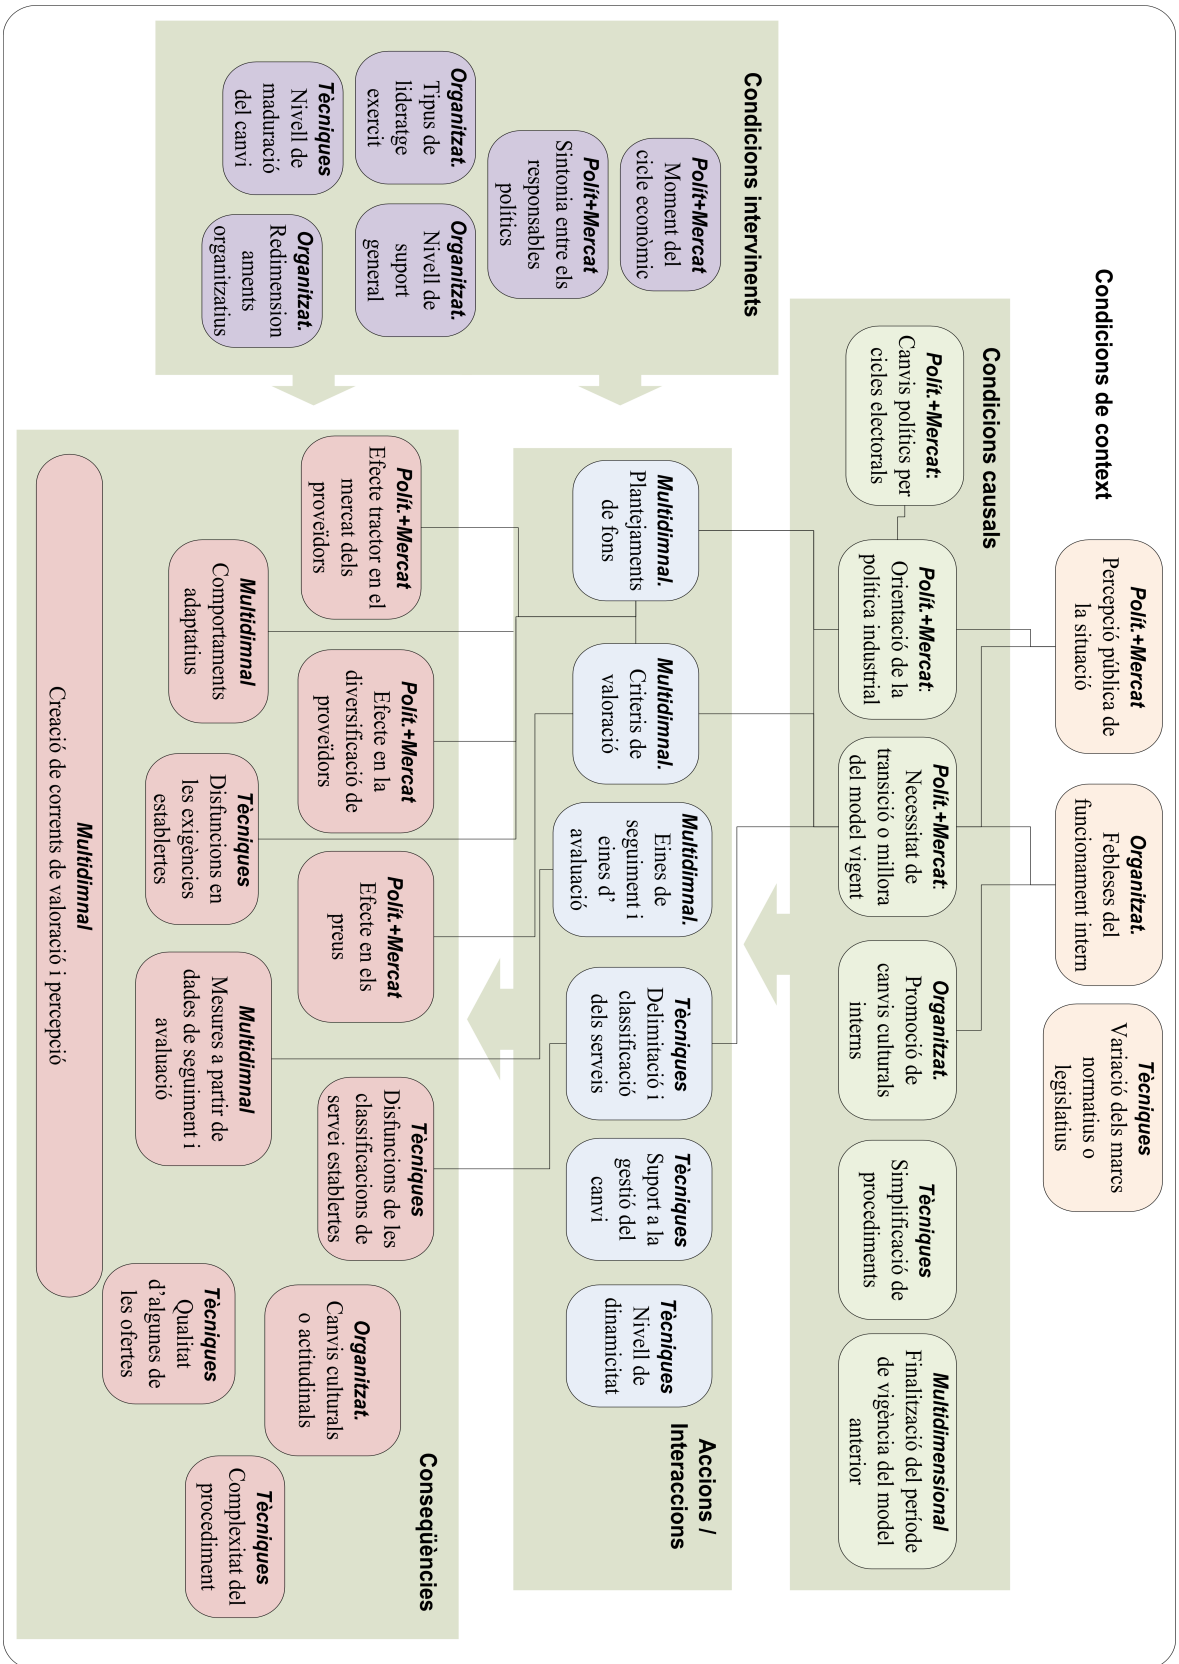 Condicions de context
Polít.+Mercat
Percepció pública de
la situació
Organitzat.
Febleses del
funcionament intern
Tècniques
Variació dels marcs
normatius o
legislatius
Condicions causals
Polít.+Mercat:
Canvis polítics per
cicles electorals
Polít.+Mercat:
Orientació de la
política industrial
Polít.+Mercat:
Necessitat de
transició o millora
del model vigent
Organitzat.
Promoció de
canvis culturals
interns
Tècniques
Simplificació de
procediments
Multidimensional
Finalització del període
de vigència del model
anterior
Condicions intervinents
Polít+Mercat
Moment del
cicle econòmic
Polít+Mercat
Sintonia entre els
responsables
polítics
Organitzat.
Tipus de
lideratge
exercit
Organitzat.
Nivell de
suport
general
Tècniques
Nivell de
maduració
del canvi
Organitzat.
Redimension
aments
organitzatius
Accions /
Interaccions
Multidimnal.
Plantejaments
de fons
Multidimnal.
Criteris de
valoració
Multidimnal.
Eines de
seguiment i
eines d’
avaluació
Tècniques
Delimitació i
classificació
dels serveis
Tècniques
Suport a la
gestió del
canvi
Tècniques
Nivell de
dinamicitat
Conseqüències
Polít.+Mercat
Efecte tractor en el
mercat dels
proveïdors
Polít.+Mercat
Efecte en la
diversificació de
proveïdors
Polít.+Mercat
Efecte en els
preus
Tècniques
Disfuncions de les
classificacions de
servei establertes
Organitzat.
Canvis culturals
o actitudinals
Multidimnal
Comportaments
adaptatius
Tècniques
Disfuncions en
les exigències
establertes
Multidimnal
Mesures a partir de
dades de seguiment i
avaluació
Tècniques
Qualitat
d’algunes de
les ofertes
Tècniques
Complexitat del
procediment
Multidimnal
Creació de corrents de valoració i percepció